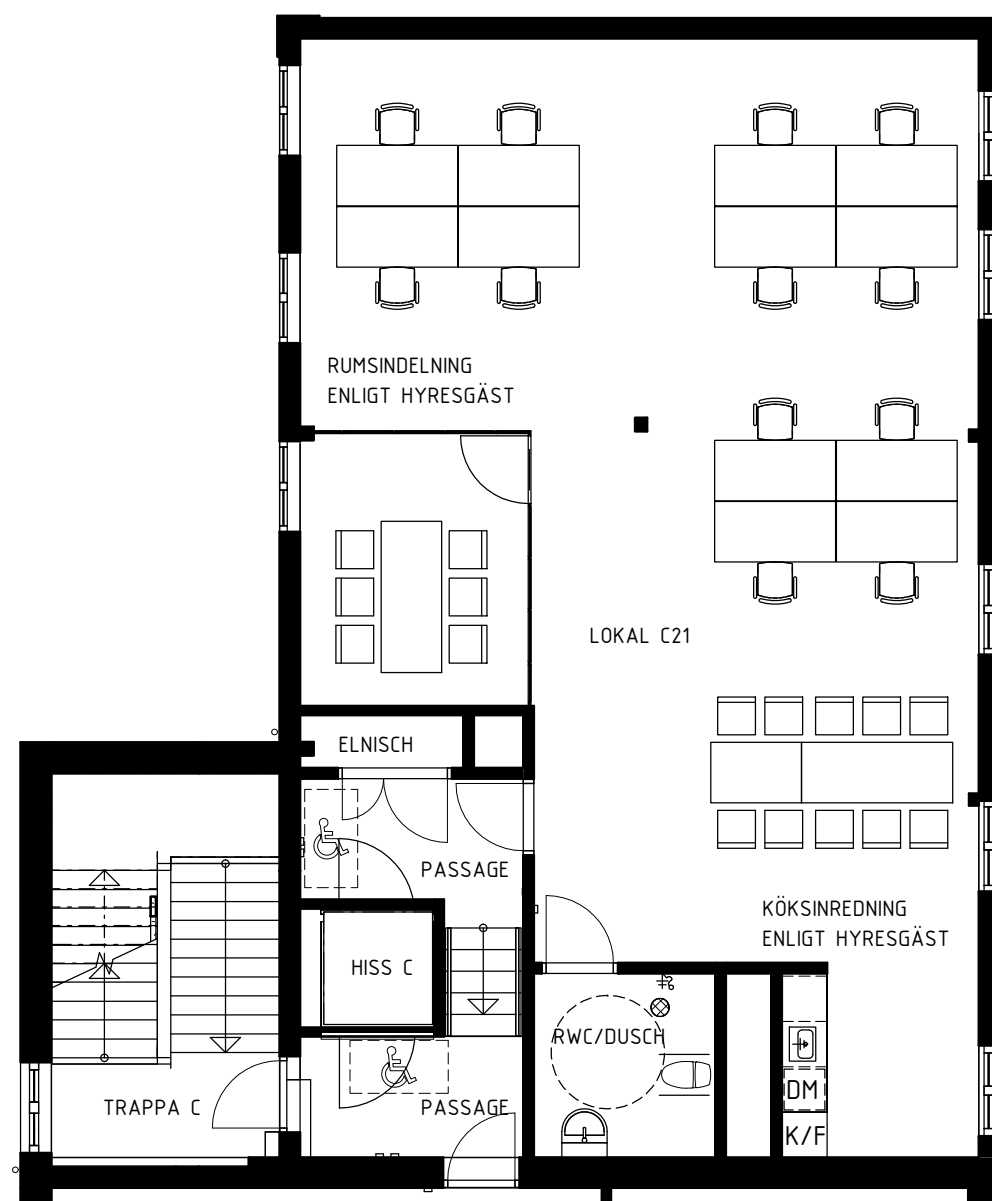 RUMSINDELNING
ENLIGT HYRESGÄST
LOKAL C21
ELNISCH
PASSAGE
KÖKSINREDNING
ENLIGT HYRESGÄST
HISS C
RWC/DUSCH
DM
TRAPPA C
PASSAGE
K/F